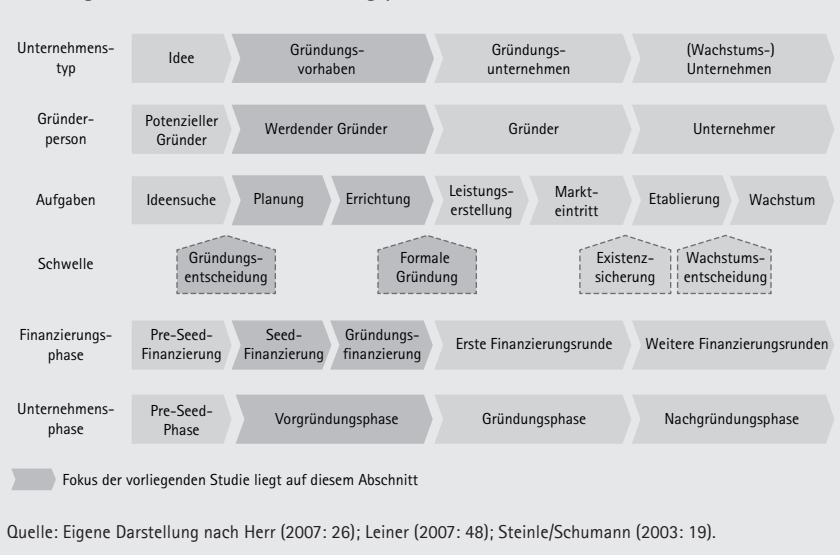 Unternehmens-
typ
Idee
Gründungs-
vorhaben
Gründungs-
unternehmen
(Wachstums-)
Unternehmen
Gründer-
person
Potenzieller
Gründer
Werdender Gründer
Gründer
Unternehmer
Aufgaben
Ideensuche
Planung
Errichtung
Leistungs-
erstellung
Markt-
eintritt
Etablierung
Wachstum
Schwelle
Gründungs-
entscheidung
Formale
Gründung
Existenz-
sicherung
Wachstums-
entscheidung
Finanzierungs-
phase
Pre-Seed-
Finanzierung
Seed-
Finanzierung
Gründungs-
finanzierung
Erste Finanzierungsrunde
Weitere Finanzierungsrunden
Unternehmens-
phase
Pre-Seed-
Phase
Vorgründungsphase
Gründungsphase
Nachgründungsphase
Fokus der vorliegenden Studie liegt auf diesem Abschnitt
Quelle: Eigene Darstellung nach Herr (2007: 26); Leiner (2007: 48); Steinle/Schumann (2003: 19).